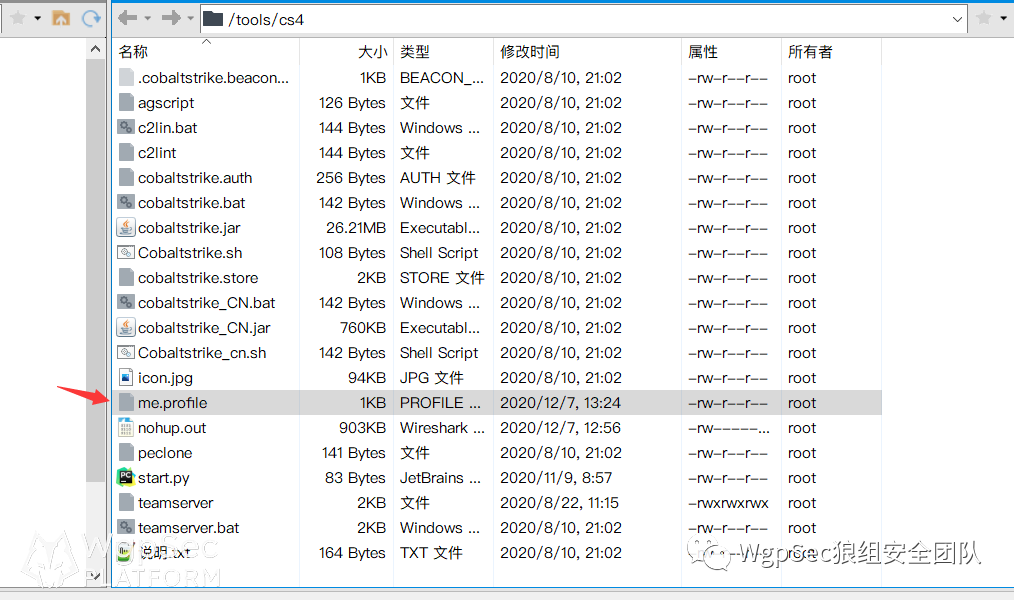 /tools/cs4
名称 大小 类型 修改时间 属性 所有者
.cobaltstrike.beacon... 1KB BEACON_... 2020/8/10, 21:02 -rw-r--r-- root
agscript 126 Bytes 文件 2020/8/10, 21:02 -rw-r--r-- root
c2lin.bat 144 Bytes Windows ... 2020/8/10, 21:02 -rw-r--r-- root
c2lint 144 Bytes 文件 2020/8/10, 21:02 -rw-r--r-- root
cobaltstrike.auth 256 Bytes AUTH 文件 2020/8/10, 21:02 -rw-r--r-- root
cobaltstrike.bat 142 Bytes Windows ... 2020/8/10, 21:02 -rw-r--r-- root
cobaltstrike.jar 26.21MB Executabl... 2020/8/10, 21:02 -rw-r--r-- root
Cobaltstrike.sh 108 Bytes Shell Script 2020/8/10, 21:02 -rw-r--r-- root
cobaltstrike.store 2KB STORE 文件 2020/8/10, 21:02 -rw-r--r-- root
cobaltstrike_CN.bat 142 Bytes Windows ... 2020/8/10, 21:02 -rw-r--r-- root
cobaltstrike_CN.jar 760KB Executabl... 2020/8/10, 21:02 -rw-r--r-- root
Cobaltstrike_cn.sh 142 Bytes Shell Script 2020/8/10, 21:02 -rw-r--r-- root
icon.jpg 94KB JPG 文件 2020/8/10, 21:02 -rw-r--r-- root
me.profile 1KB PROFILE ... 2020/12/7, 13:24 -rw-r--r-- root
nohup.out 903KB Wireshark ... 2020/12/7, 12:56 -rw-----... root
peclone 141 Bytes 文件 2020/8/10, 21:02 -rw-r--r-- root
start.py 83 Bytes JetBrains ... 2020/11/9, 8:57 -rw-r--r-- root
teamserver 2KB 文件 2020/8/22, 11:15 -rwxrwxrwx root
teamserver.bat 2KB Windows ... 2020/8/10, 21:02 -rw-r--r-- root
说明.txt 164 Bytes TXT 文件 2020/8/10, 21:02 -rw-r--r-- root
WgpSec
PLATFORM
WgpSec狼组安全团队